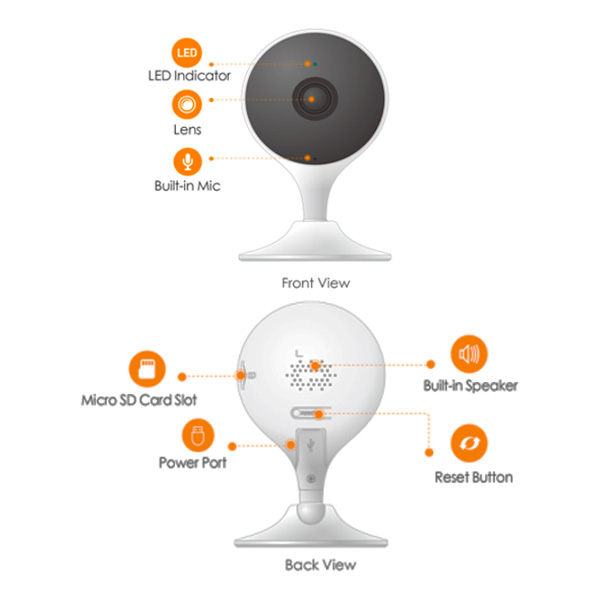 LED
LED Indicator
Lens
Built-in Mic
Front View
Built-in Speaker
Micro SD Card Slot
Power Port
Reset Button
Back View